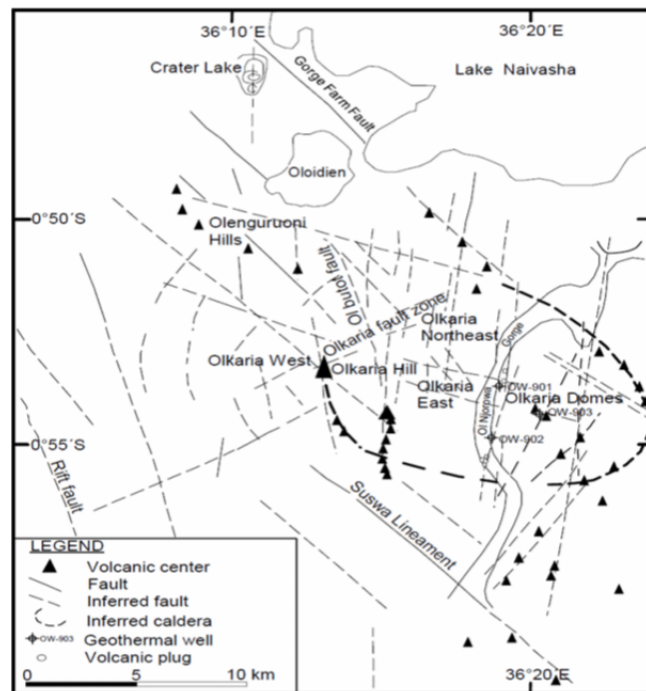 36°10´E
36°20´E
Crater Lake
Gorge Farm Fault
Lake Naivasha
Oloidien
0°50´S
Olenguruoni
Hills
Ol butot fault
Olkaria fault zone
Olkaria
Northeast
Gorge
Olkaria West
Olkaria Hill
Olkaria
East
OW-901
Olkaria Domes
OW-903
Ol Njorowa
OW-902
0°55´S
Rift fault
Suswa Lineament
LEGEND
Volcanic center
Fault
Inferred fault
Inferred caldera
OW-903 Geothermal well
Volcanic plug
0 5 10 km
36°20´E